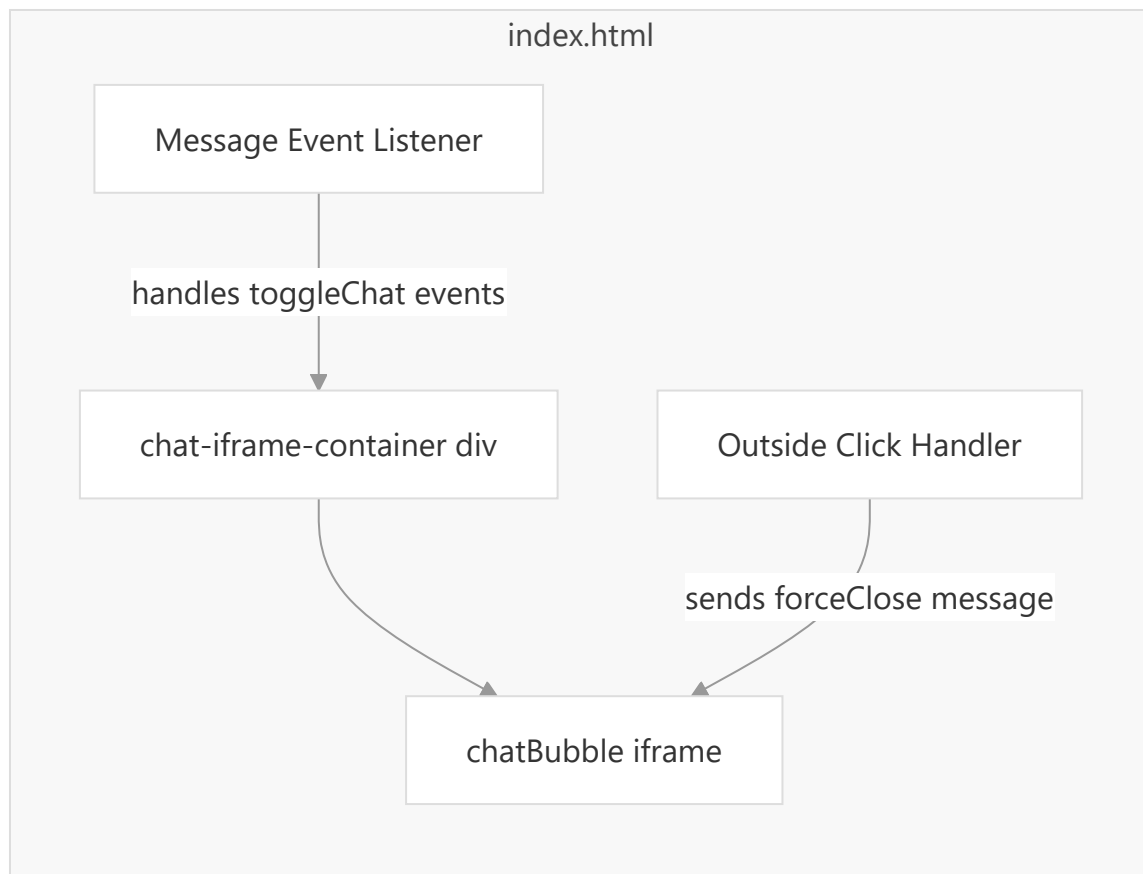 index.html
Message Event Listener
handles toggleChat events
chat-iframe-container div
Outside Click Handler
sends forceClose message
chatBubble iframe